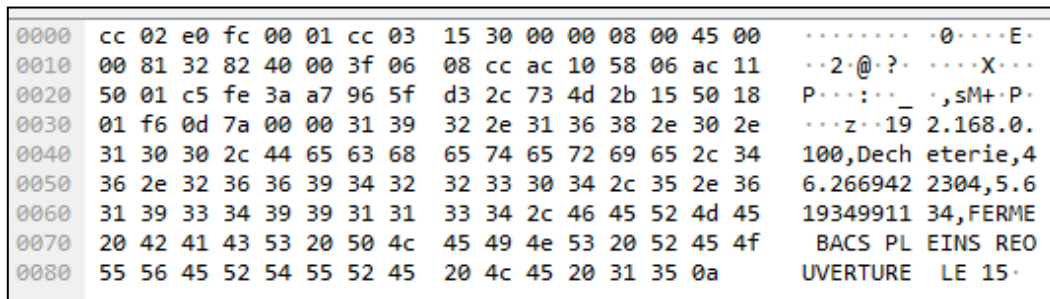 0000 cc 02 e0 fc 00 01 cc 03 15 30 00 00 08 00 45 00 ········ ·0····E·
0010 00 81 32 82 40 00 3f 06 08 cc ac 10 58 06 ac 11 ··2·@·?· ····X···
0020 50 01 c5 fe 3a a7 96 5f d3 2c 73 4d 2b 15 50 18 P···:··_ ·,sM+·P·
0030 01 f6 0d 7a 00 00 31 39 32 2e 31 36 38 2e 30 2e ···z··19 2.168.0.
0040 31 30 30 2c 44 65 63 68 65 74 65 72 69 65 2c 34 100,Dech eterie,4
0050 36 2e 32 36 36 39 34 32 32 33 30 34 2c 35 2e 36 6.266942 2304,5.6
0060 31 39 33 34 39 39 31 31 33 34 2c 46 45 52 4d 45 19349911 34,FERME
0070 20 42 41 43 53 20 50 4c 45 49 4e 53 20 52 45 4f BACS PL EINS REO
0080 55 56 45 52 54 55 52 45 20 4c 45 20 31 35 0a UVERTURE LE 15·